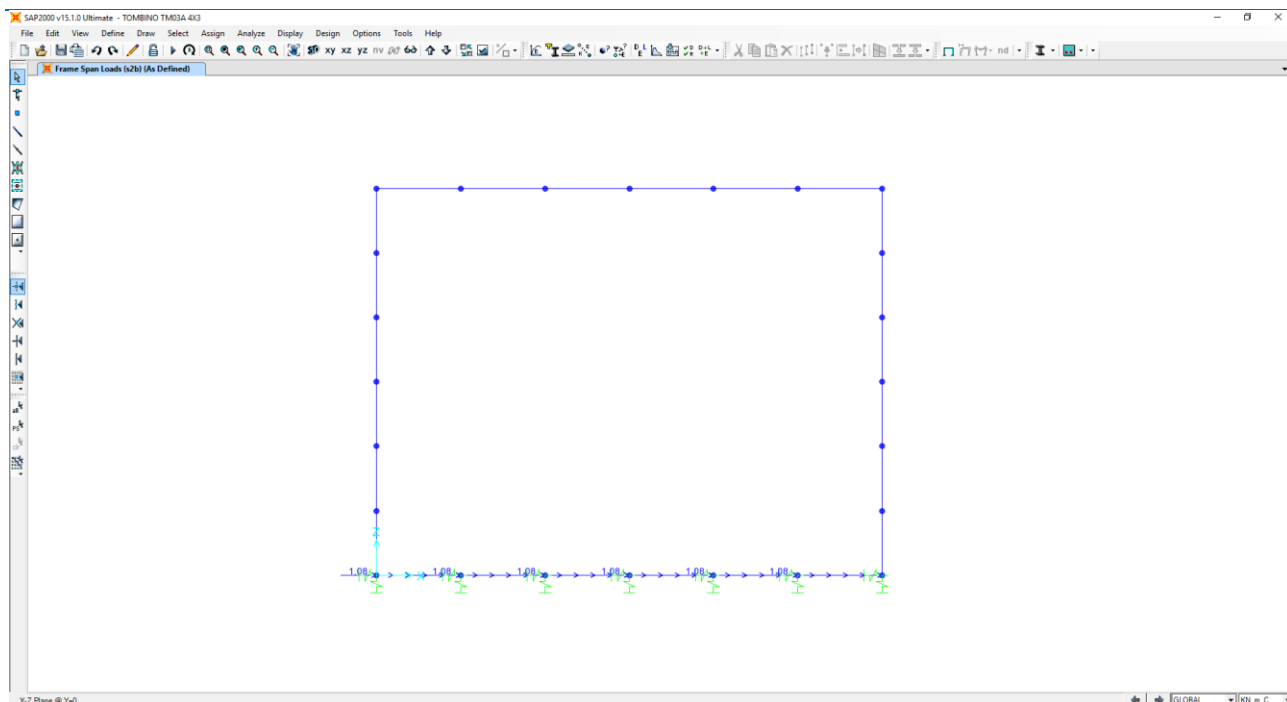 SAP2000 v15.1.0 Ultimate - TOMBINO TM03A 4X3
File Edit View Define Draw Select Assign Analyze Display Design Options Tools Help
xy xz yz nv nd
Frame Span Loads (s2b) (As Defined)
Z
1.08 X 1.08 1.08 1.08 1.08 1.08
X-Z Plane @ Y=0 GLOBAL KN, m, C